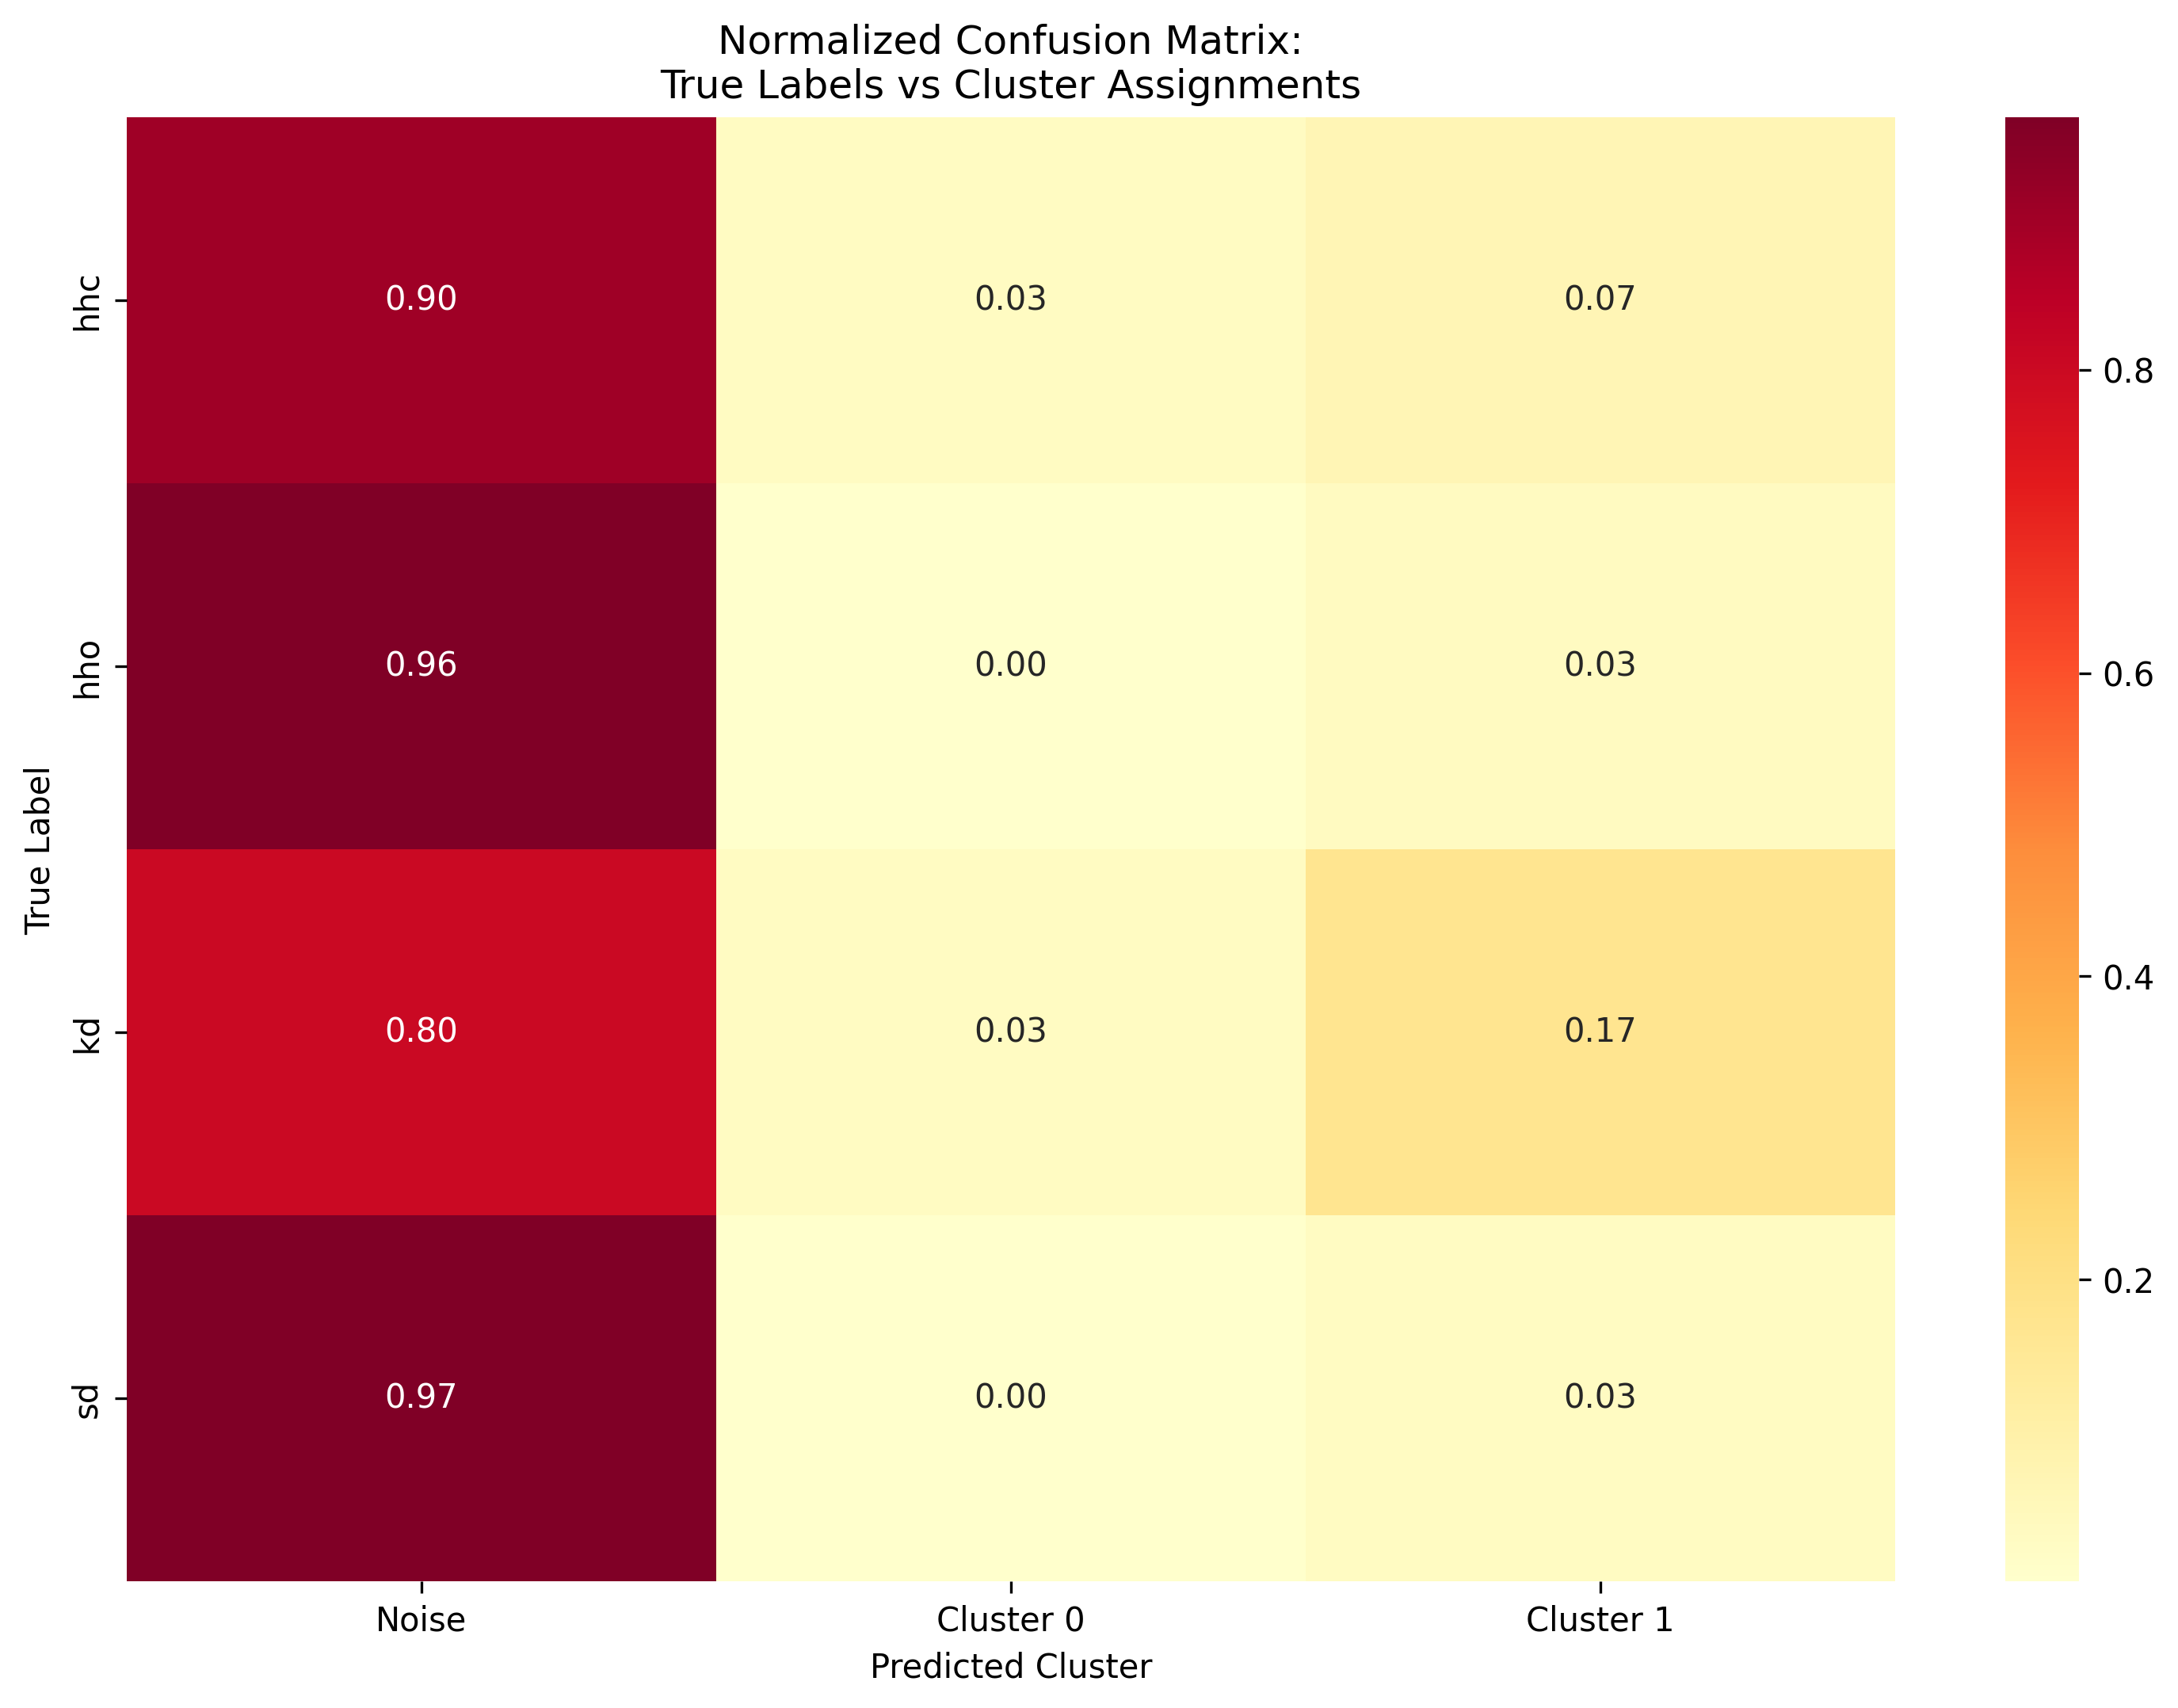 Normalized Confusion Matrix:
True Labels vs Cluster Assignments
True Label
hhc
0.90
0.03
0.07
hho
0.96
0.00
0.03
kd
0.80
0.03
0.17
sd
0.97
0.00
0.03
Noise
Cluster 0
Cluster 1
Predicted Cluster
0.8
0.6
0.4
0.2